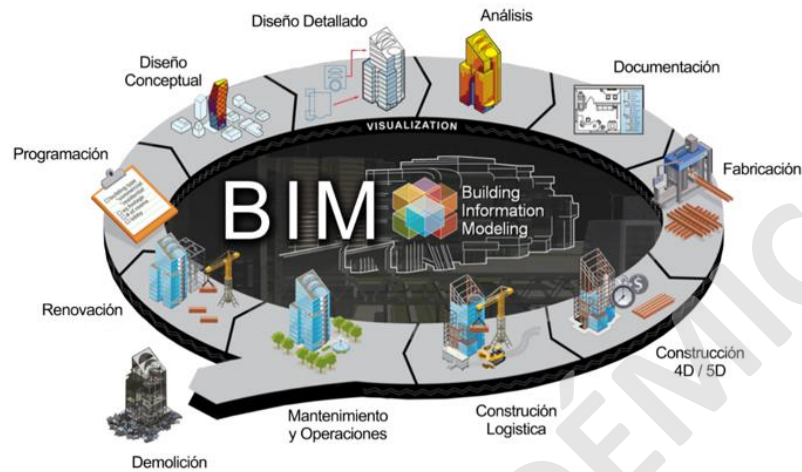 Diseño Detallado
Análisis
Diseño
Conceptual
Documentación
VISUALIZATION
Programación
Fabricación
BIM
Building
Information
Modeling
Renovación
Construcción
4D / 5D
Mantenimiento
y Operaciones
Construción
Logistica
Demolición